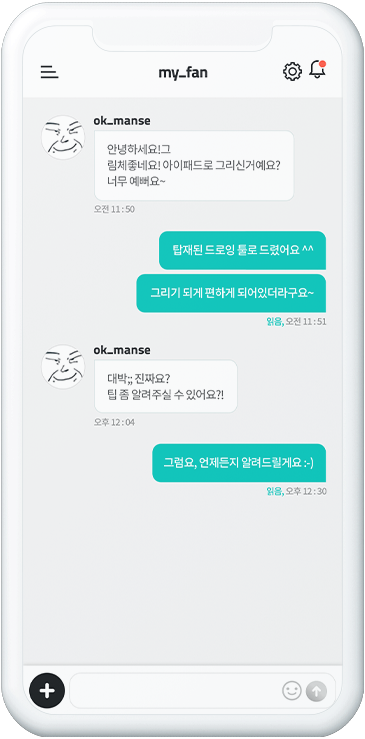 my_fan
ok_manse
안녕하세요!그
림체좋네요! 아이패드로 그리신거예요?
너무 예뻐요~
오전 11 : 50
탑재된 드로잉 툴로 드렸어요 ^^
그리기 되게 편하게 되어있더라구요~
읽음, 오전 11 : 51
ok_manse
대박;; 진짜요?
팁 좀 알려주실 수 있어요?!
오후 12 : 04
그럼요, 언제든지 알려드릴게요 :-)
읽음, 오후 12 : 30